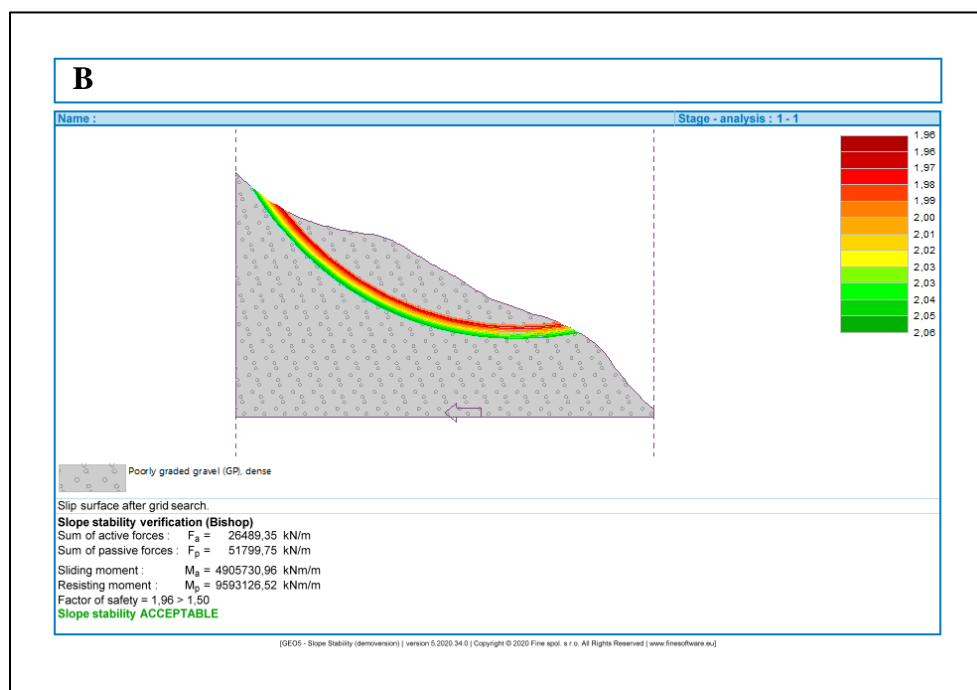 B
Name :
Stage - analysis : 1 - 1
1,96
1,96
1,97
1,98
1,99
2,00
2,01
2,02
2,03
2,04
2,05
2,06
Poorly graded gravel (GP), dense
Slip surface after grid search.
Slope stability verification (Bishop)
Sum of active forces : Fa = 26489,35 kN/m
Sum of passive forces : Fp = 51799,75 kN/m
Sliding moment : Ma = 4905730,96 kNm/m
Resisting moment : Mp = 9593126,52 kNm/m
Factor of safety = 1,96 > 1,50
Slope stability ACCEPTABLE
[GEO5 - Slope Stability (demoversion) | version 5.2020.34.0 | Copyright © 2020 Fine spol. s r.o. All Rights Reserved | www.finesoftware.eu]